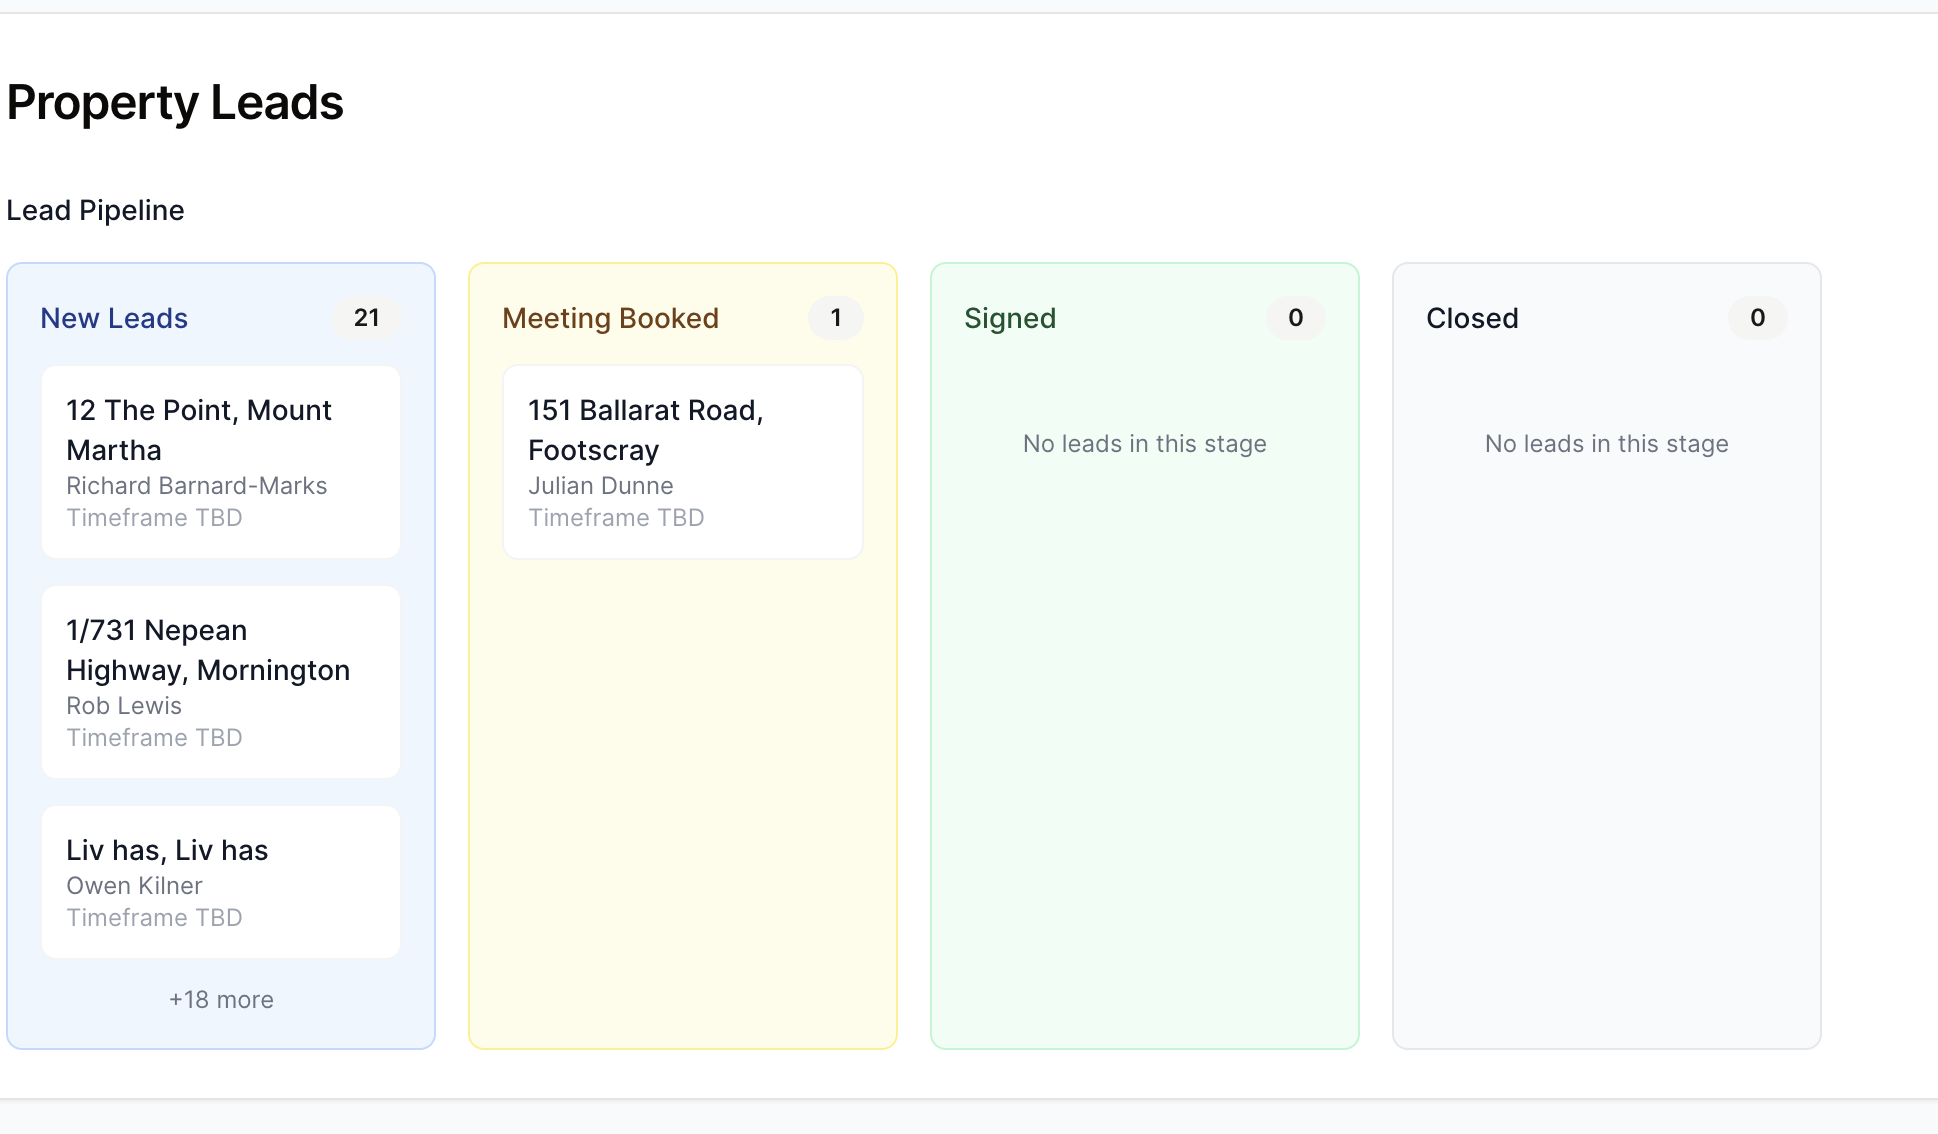 Property Leads
Lead Pipeline
New Leads
21
12 The Point, Mount
Martha
Richard Barnard-Marks
Timeframe TBD
1/731 Nepean
Highway, Mornington
Rob Lewis
Timeframe TBD
Liv has, Liv has
Owen Kilner
Timeframe TBD
+18 more
Meeting Booked
1
151 Ballarat Road,
Footscray
Julian Dunne
Timeframe TBD
Signed
0
No leads in this stage
Closed
0
No leads in this stage